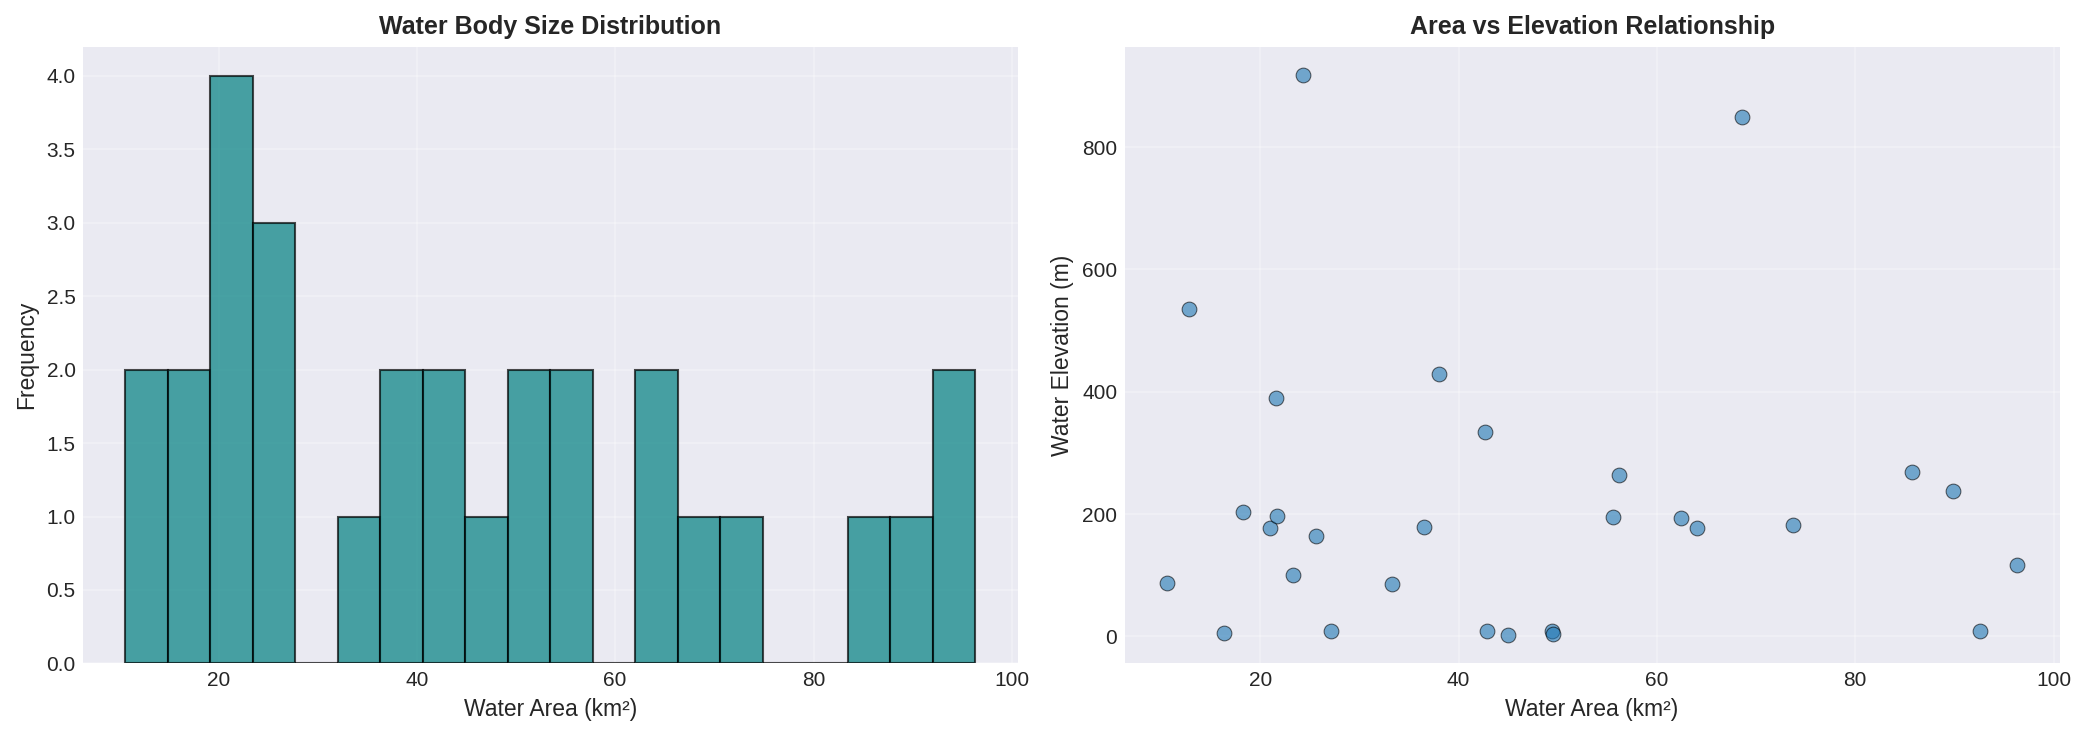 Water Body Size Distribution
4.0
3.5
3.0
2.5
2.0
1.5
1.0
0.5
0.0
Frequency
20 40 60 80 100
Water Area (km²)
Area vs Elevation Relationship
800
600
400
200
0
Water Elevation (m)
20 40 60 80 100
Water Area (km²)